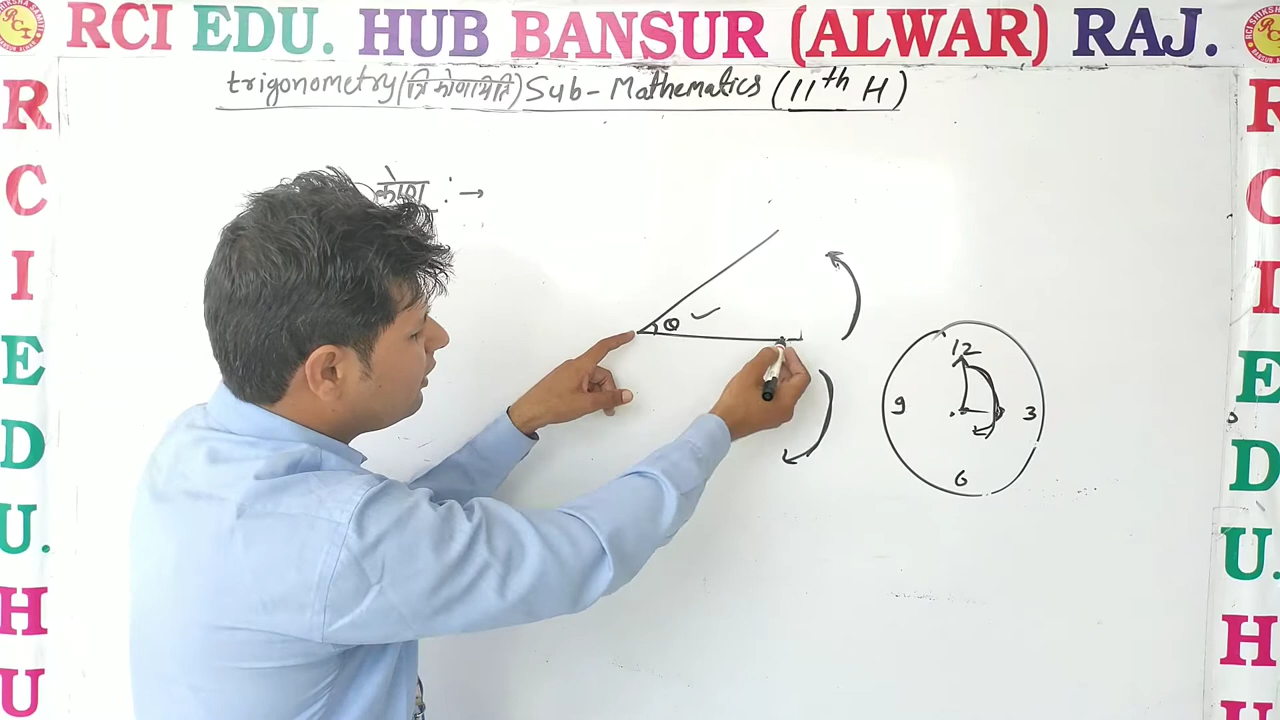 RCI EDU. HUB BANSUR (ALWAR) RAJ.
trigonometry (त्रिकोणमिति) Sub - Mathematics (11th H)
कोण :→
θ
12
9
3
6
R
C
I
E
D
U.
H
U
R
C
I
E
D
U.
H
U